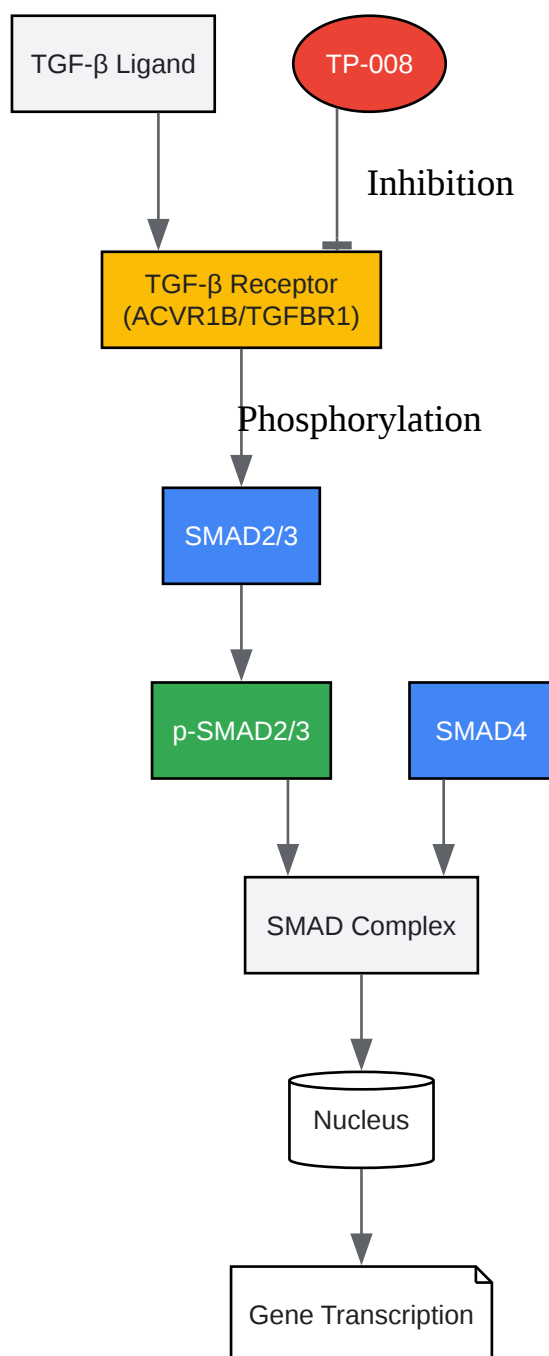 TGF-β Ligand
TP-008
Inhibition
TGF-β Receptor
(ACVR1B/TGFBR1)
Phosphorylation
SMAD2/3
p-SMAD2/3
SMAD4
SMAD Complex
Nucleus
Gene Transcription